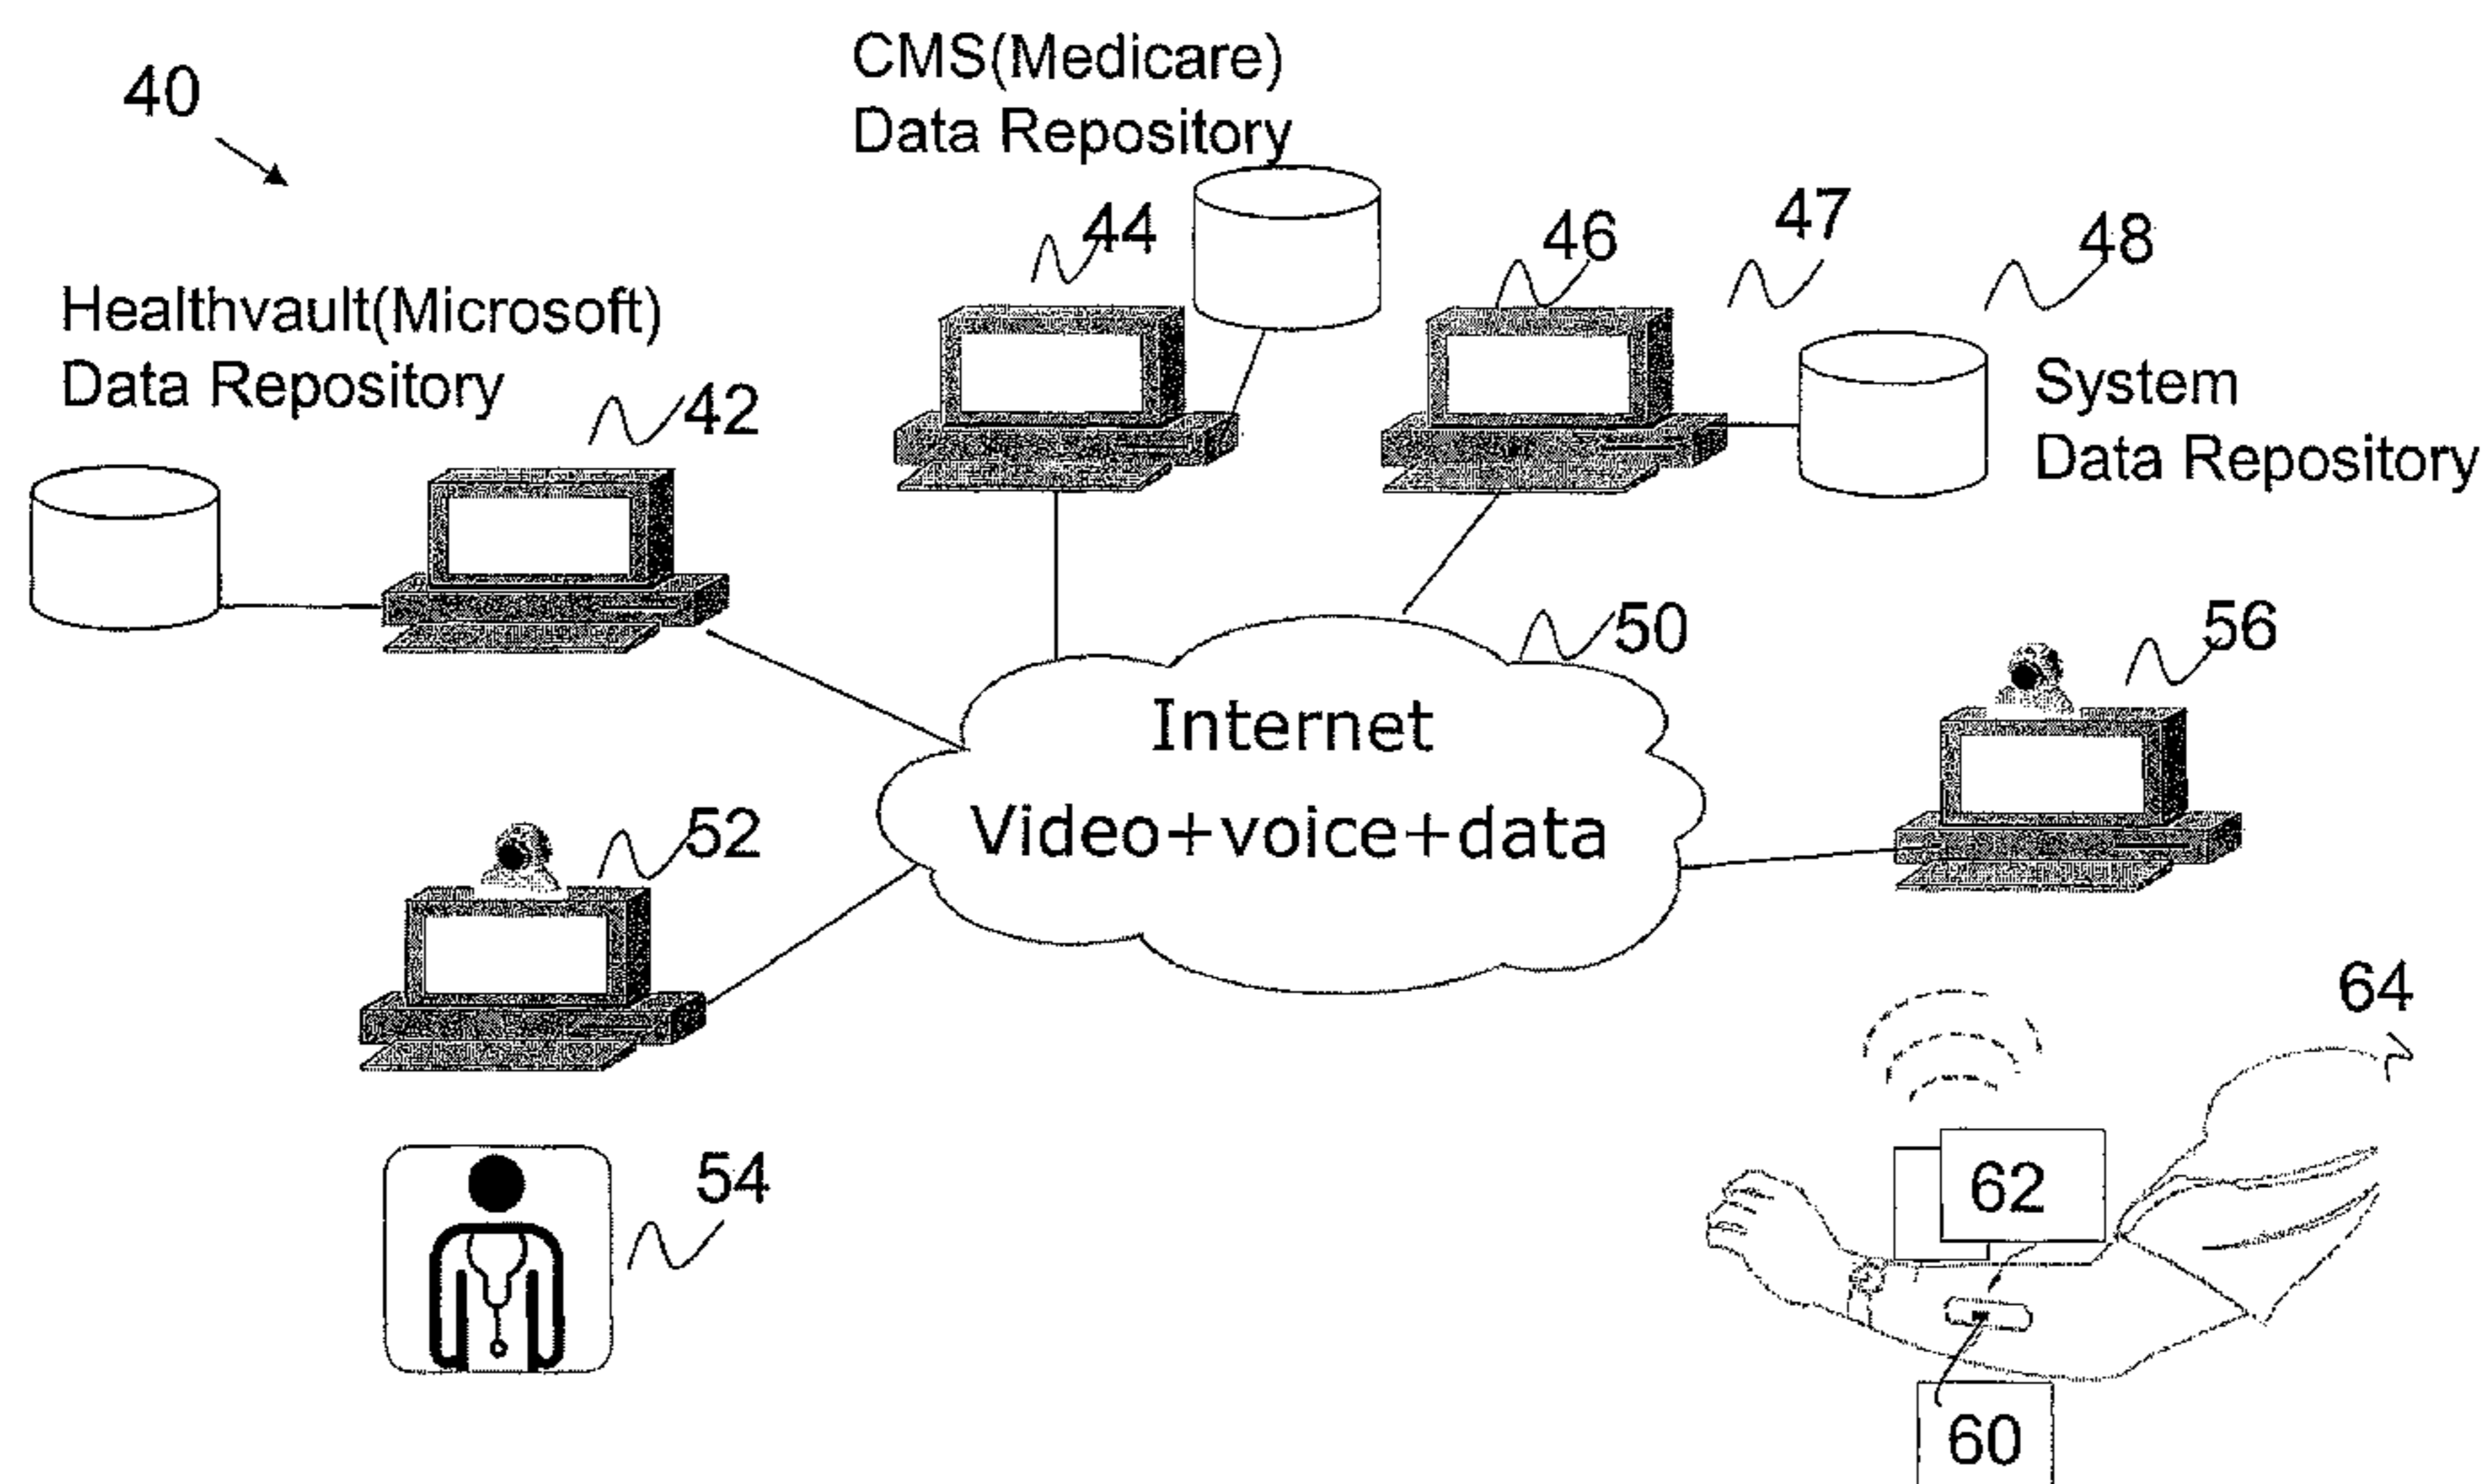 40
CMS(Medicare)
Data Repository
44
46
47
48
Healthvault(Microsoft)
Data Repository
42
System
Data Repository
50
56
Internet
Video+voice+data
52
64
54
62
60